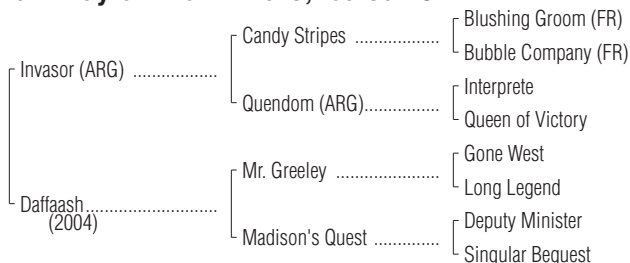 Blushing Groom (FR)
Candy Stripes ..................
Bubble Company (FR)
Invasor (ARG) ..................
Interprete
Quendom (ARG)................
Queen of Victory
Gone West
Mr. Greeley ..................
Long Legend
Daffaash............................
(2004)
Deputy Minister
Madison's Quest ...............
Singular Bequest